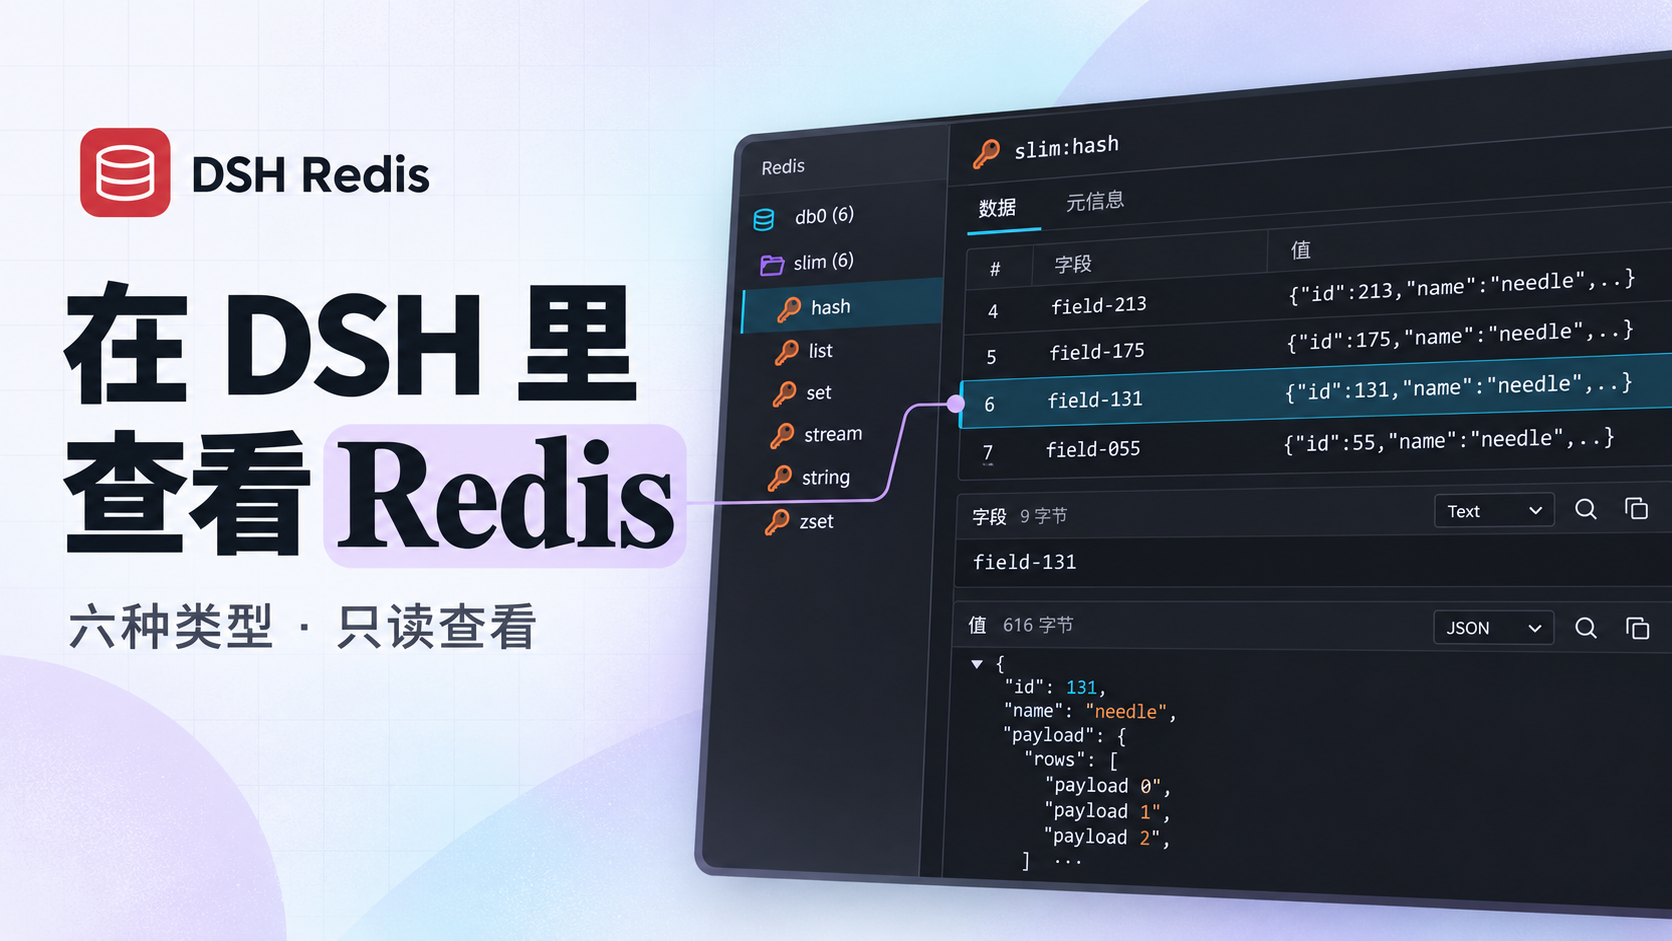 DSH Redis
在 DSH 里
查看 Redis
六种类型 · 只读查看
Redis
db0 (6)
slim (6)
hash
list
set
stream
string
zset
slim:hash
数据 元信息
# 字段 值
4 field-213 {"id":213,"name":"needle",..}
5 field-175 {"id":175,"name":"needle",..}
6 field-131 {"id":131,"name":"needle",..}
7 field-055 {"id":55,"name":"needle",..}
字段 9 字节 Text
field-131
值 616 字节 JSON
{
"id": 131,
"name": "needle",
"payload": {
"rows": [
"payload 0",
"payload 1",
"payload 2",
] ...